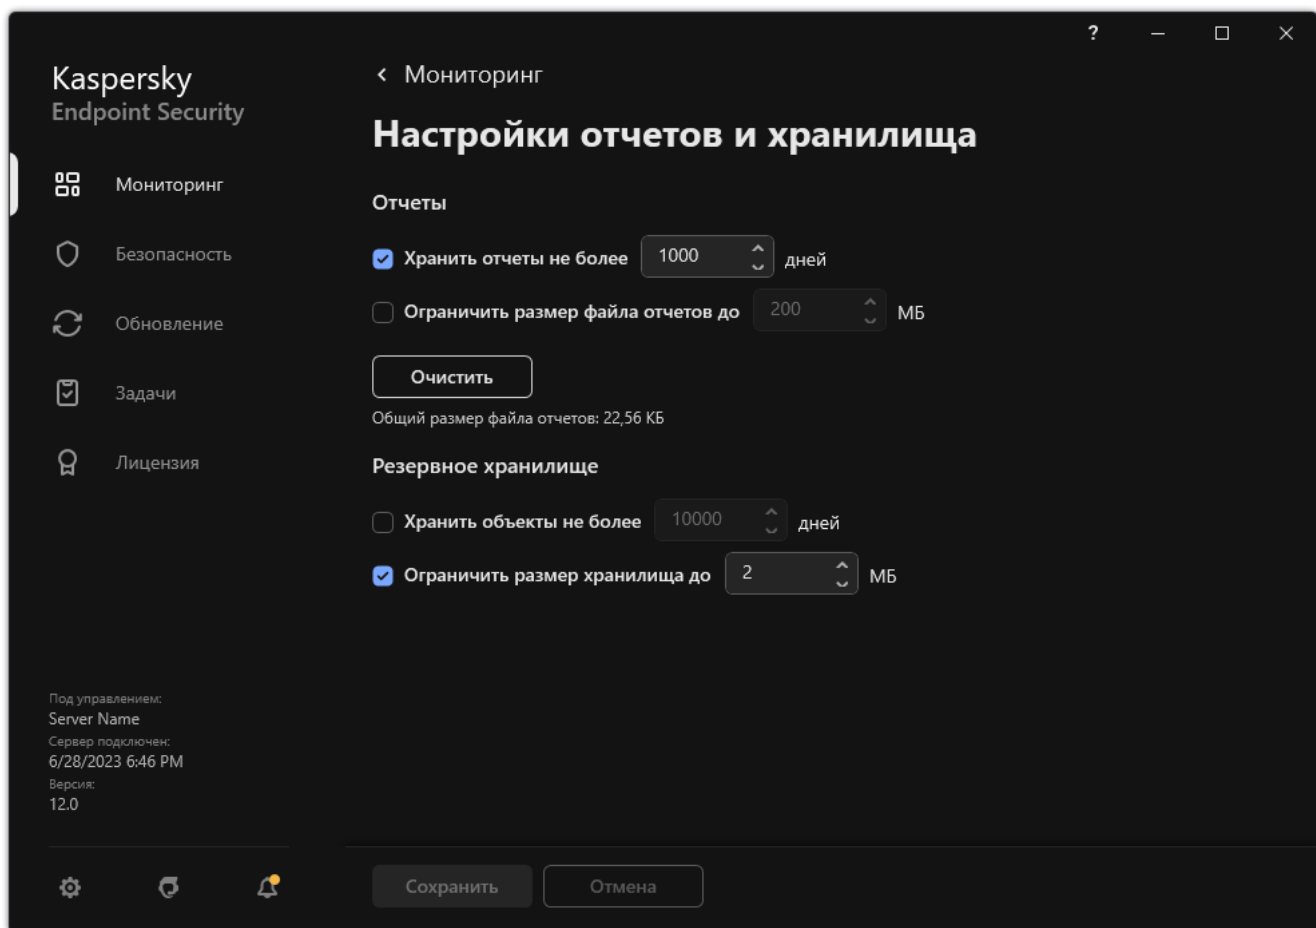 ?
Kaspersky
Endpoint Security
Мониторинг
Безопасность
Обновление
Задачи
Лицензия
Под управлением:
Server Name
Сервер подключен:
6/28/2023 6:46 PM
Версия:
12.0
Мониторинг
Настройки отчетов и хранилища
Отчеты
Хранить отчеты не более 1000 дней
Ограничить размер файла отчетов до 200 МБ
Очистить
Общий размер файла отчетов: 22,56 КБ
Резервное хранилище
Хранить объекты не более 10000 дней
Ограничить размер хранилища до 2 МБ
Сохранить Отмена